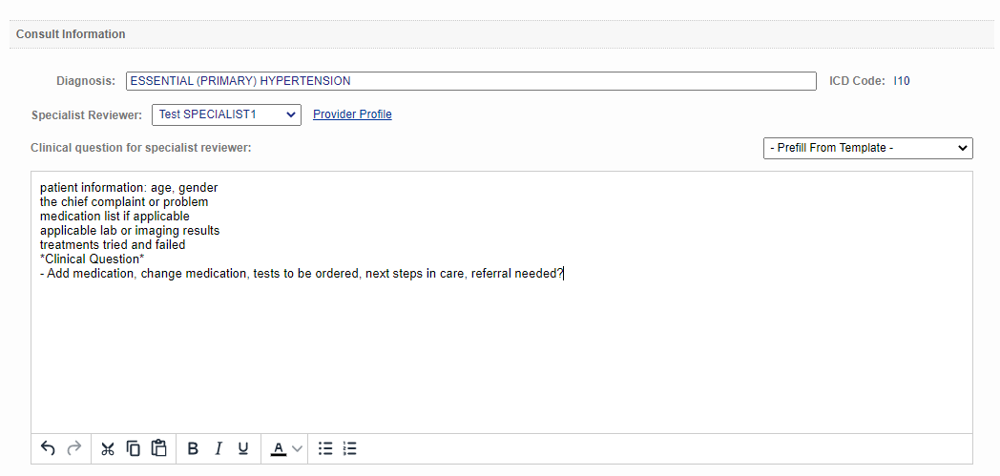 Consult Information
Diagnosis: ESSENTIAL (PRIMARY) HYPERTENSION ICD Code: I10
Specialist Reviewer: Test SPECIALIST1 Provider Profile
Clinical question for specialist reviewer: - Prefill From Template -
patient information: age, gender
the chief complaint or problem
medication list if applicable
applicable lab or imaging results
treatments tried and failed
*Clinical Question*
- Add medication, change medication, tests to be ordered, next steps in care, referral needed?
B I U A